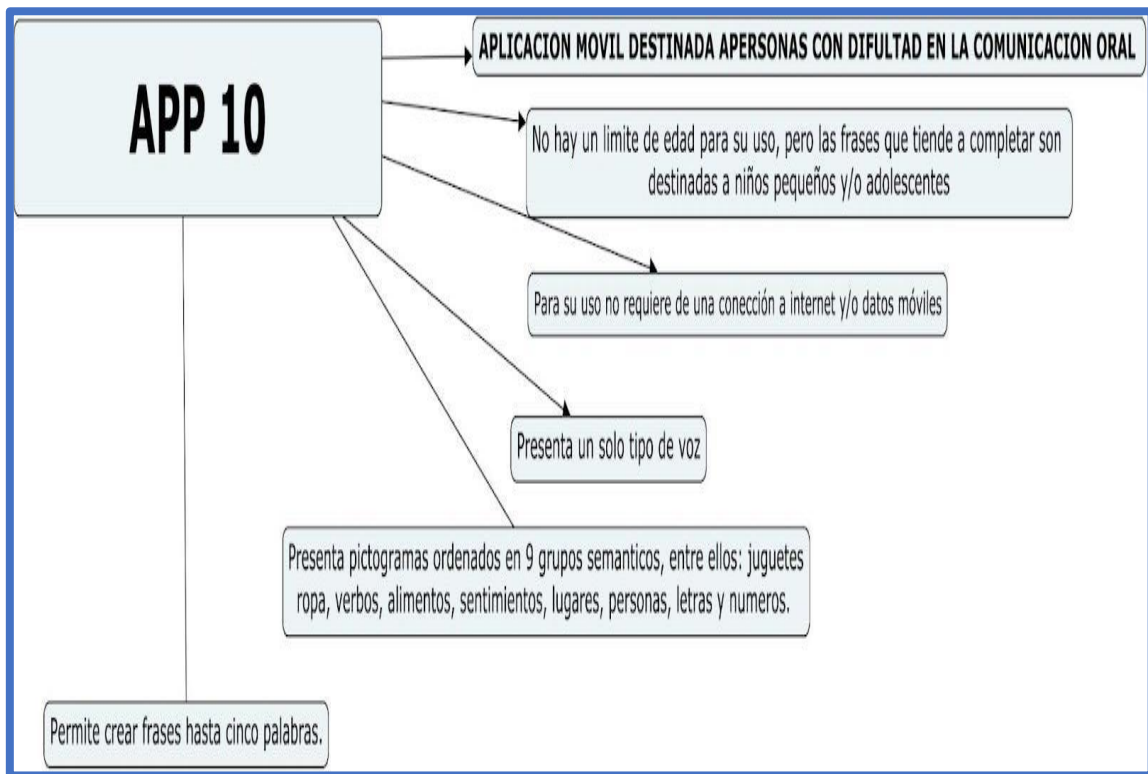 APP 10
APLICACION MOVIL DESTINADA APERSONAS CON DIFULTAD EN LA COMUNICACION ORAL
No hay un limite de edad para su uso, pero las frases que tiende a completar son
destinadas a niños pequeños y/o adolescentes
Para su uso no requiere de una conección a internet y/o datos móviles
Presenta un solo tipo de voz
Presenta pictogramas ordenados en 9 grupos semanticos, entre ellos: juguetes
ropa, verbos, alimentos, sentimientos, lugares, personas, letras y numeros.
Permite crear frases hasta cinco palabras.